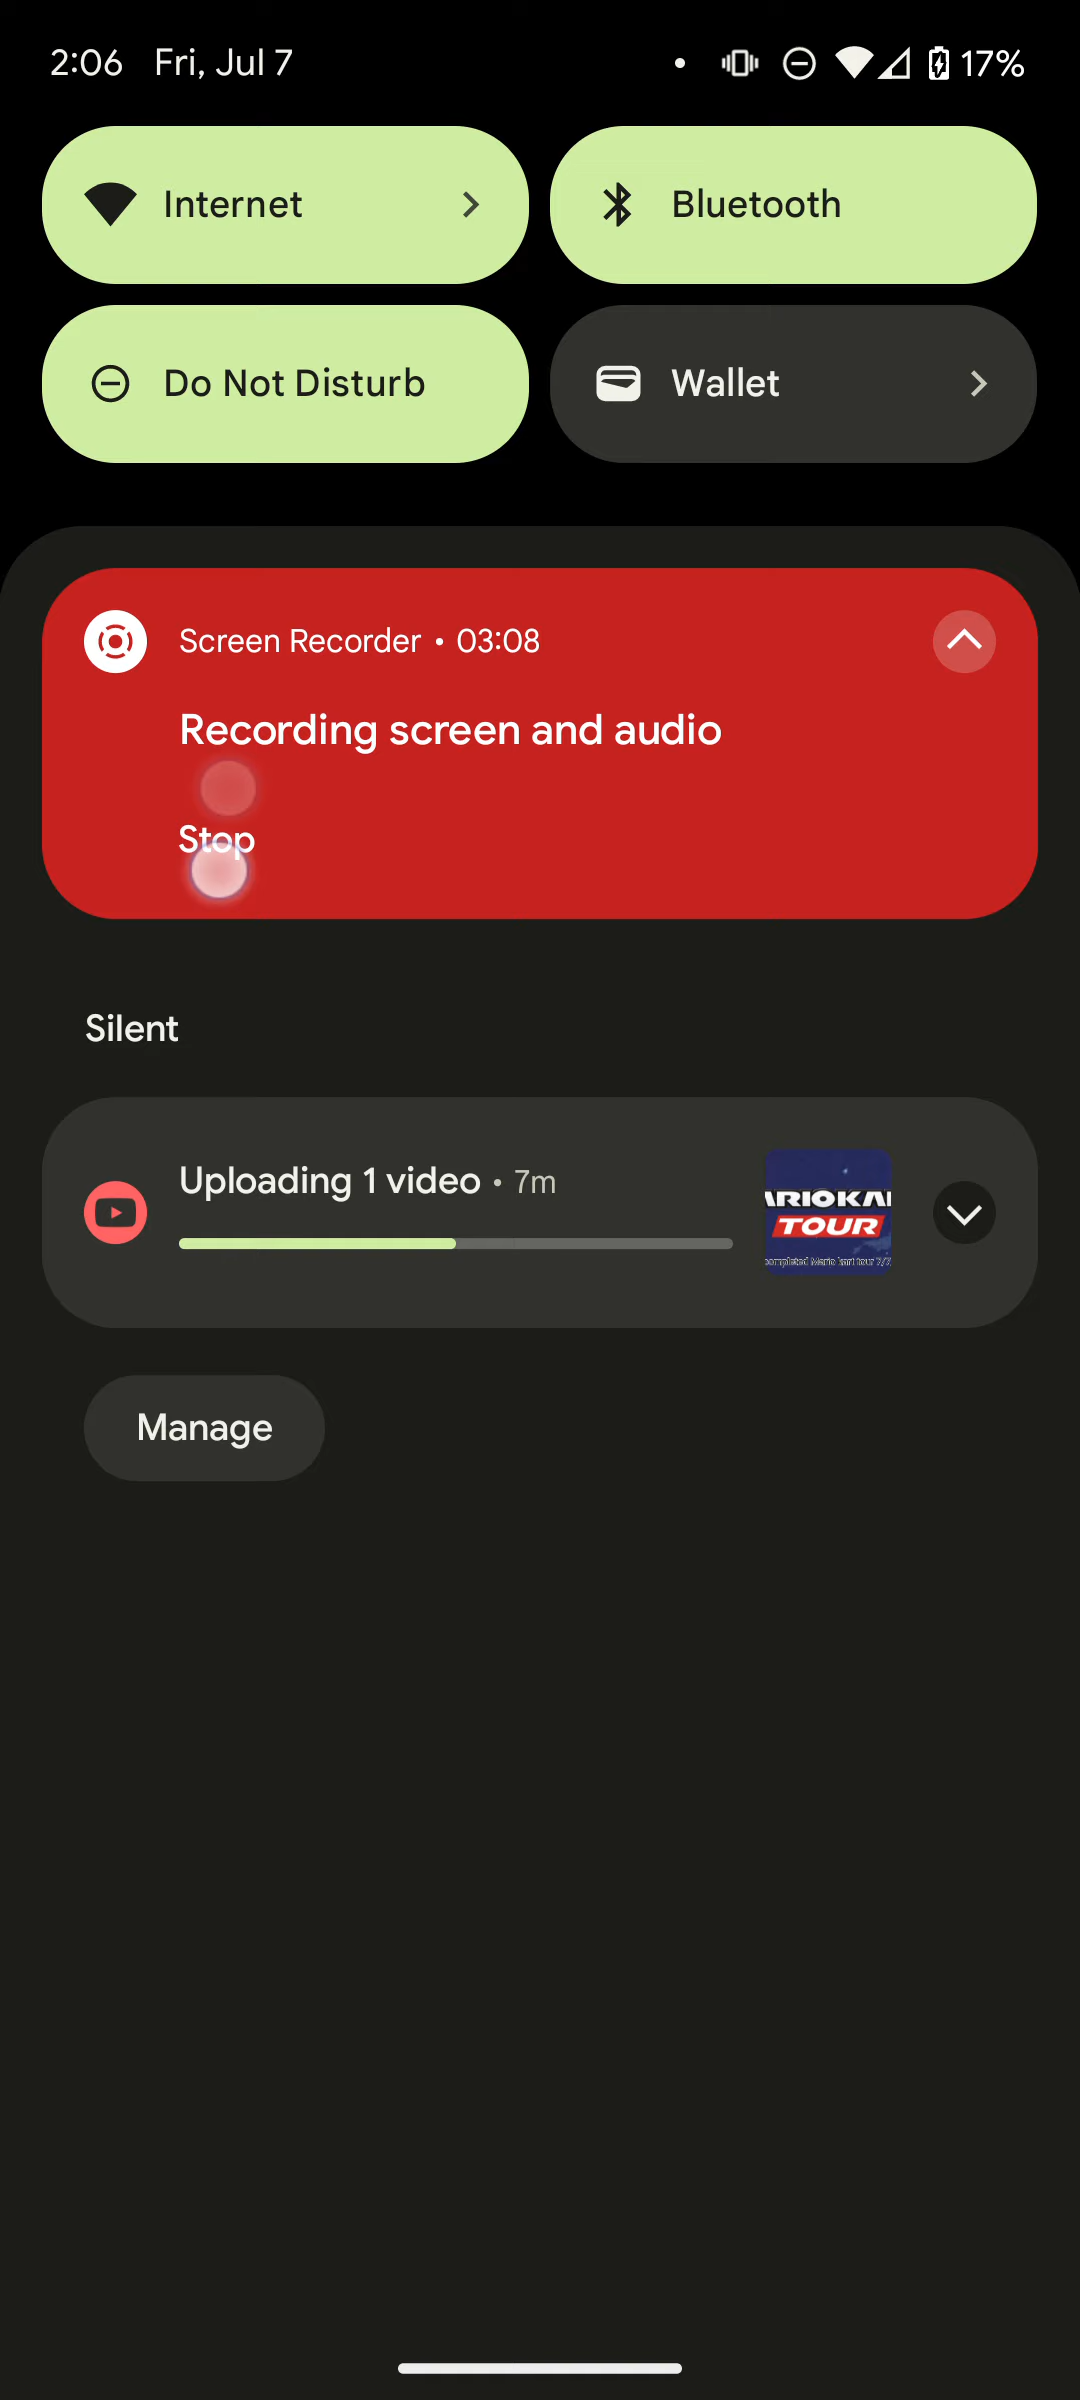 2:06 Fri, Jul 7 17%
Internet Bluetooth
Do Not Disturb Wallet
Screen Recorder • 03:08
Recording screen and audio
Stop
Silent
Uploading 1 video • 7m
TOUR
Manage